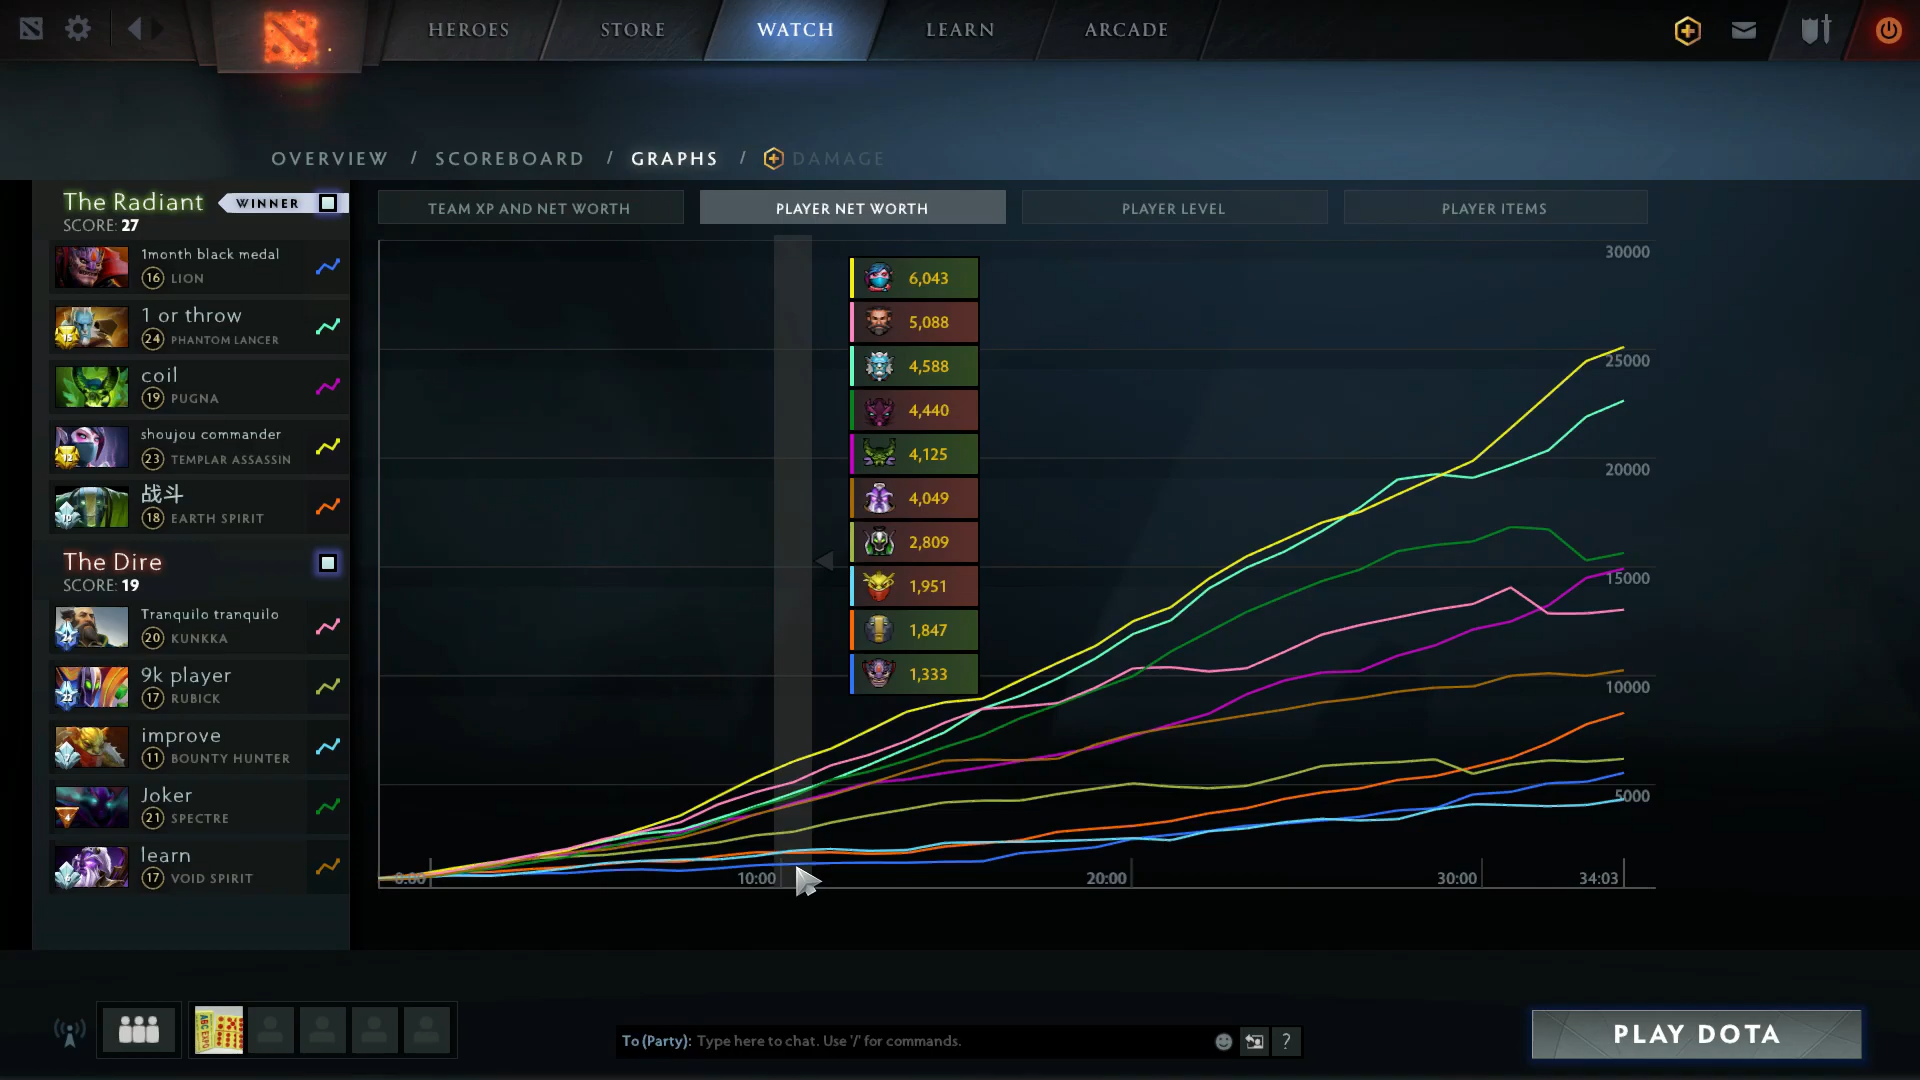 HEROES
STORE
WATCH
LEARN
ARCADE
OVERVIEW / SCOREBOARD / GRAPHS / DAMAGE
The Radiant
WINNER
SCORE: 27
1month black medal
16 LION
1 or throw
15
24 PHANTOM LANCER
coil
19 PUGNA
shoujou commander
12
23 TEMPLAR ASSASSIN
战斗
18 EARTH SPIRIT
The Dire
SCORE: 19
Tranquilo tranquilo
20 KUNKKA
9k player
22
17 RUBICK
improve
11 BOUNTY HUNTER
Joker
4
21 SPECTRE
learn
17 VOID SPIRIT
TEAM XP AND NET WORTH
PLAYER NET WORTH
PLAYER LEVEL
PLAYER ITEMS
6,043
5,088
4,588
4,440
4,125
4,049
2,809
1,951
1,847
1,333
30000
25000
20000
15000
10000
5000
0:00
10:00
20:00
30:00
34:03
ABC EXPO
To (Party): Type here to chat. Use '/' for commands.
?
PLAY DOTA